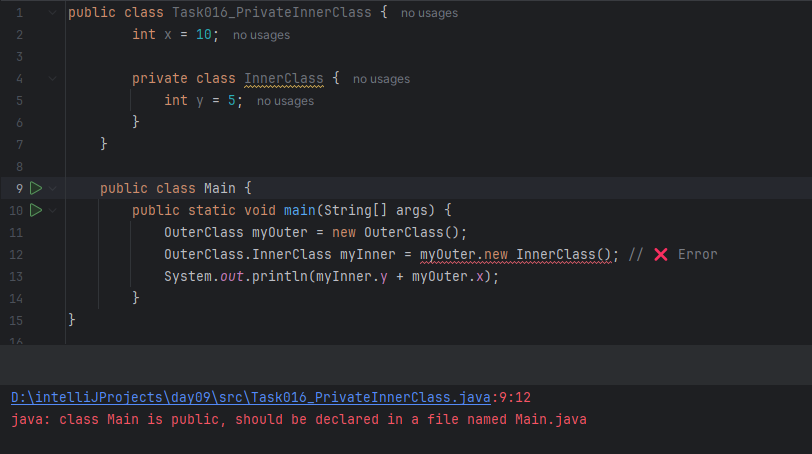 1 public class Task016_PrivateInnerClass { no usages
2 int x = 10; no usages
3
4 private class InnerClass { no usages
5 int y = 5; no usages
6 }
7 }
8
9 public class Main {
10 public static void main(String[] args) {
11 OuterClass myOuter = new OuterClass();
12 OuterClass.InnerClass myInner = myOuter.new InnerClass(); // ❌ Error
13 System.out.println(myInner.y + myOuter.x);
14 }
15 }
16
D:\intelliJProjects\day09\src\Task016_PrivateInnerClass.java:9:12
java: class Main is public, should be declared in a file named Main.java